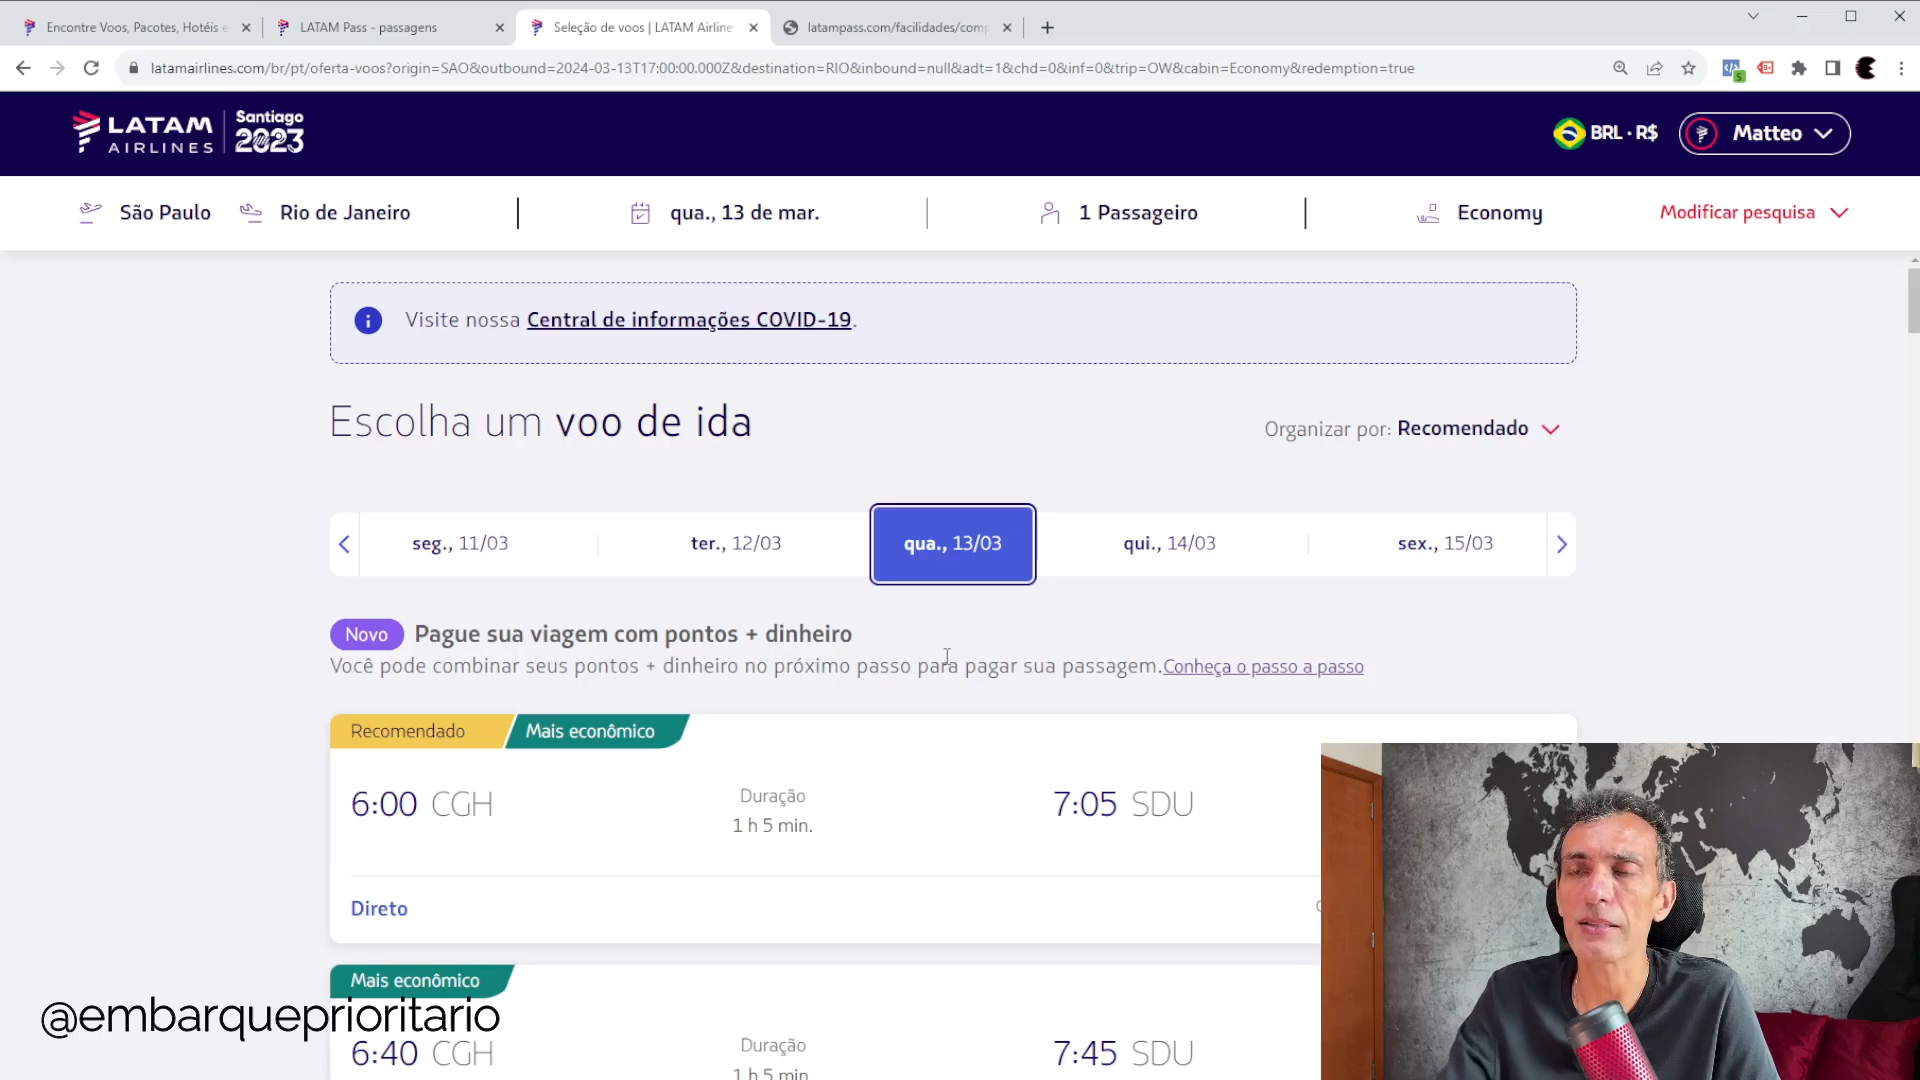 Encontre Voos, Pacotes, Hotéis e
LATAM Pass - passagens
Seleção de voos | LATAM Airline
latampass.com/facilidades/comp
latamairlines.com/br/pt/oferta-voos?origin=SAO&outbound=2024-03-13T17:00:00.000Z&destination=RIO&inbound=null&adt=1&chd=0&inf=0&trip=OW&cabin=Economy&redemption=true
LATAM
AIRLINES
Santiago
2023
BRL · R$
Matteo
São Paulo
Rio de Janeiro
qua., 13 de mar.
1 Passageiro
Economy
Modificar pesquisa
Visite nossa Central de informações COVID-19.
Escolha um voo de ida
Organizar por: Recomendado
seg., 11/03
ter., 12/03
qua., 13/03
qui., 14/03
sex., 15/03
Novo Pague sua viagem com pontos + dinheiro
Você pode combinar seus pontos + dinheiro no próximo passo para pagar sua passagem.Conheça o passo a passo
Recomendado
Mais econômico
6:00 CGH
Duração
1 h 5 min.
7:05 SDU
Direto
Mais econômico
@embarqueprioritario
6:40 CGH
Duração
1 h 5 min
7:45 SDU